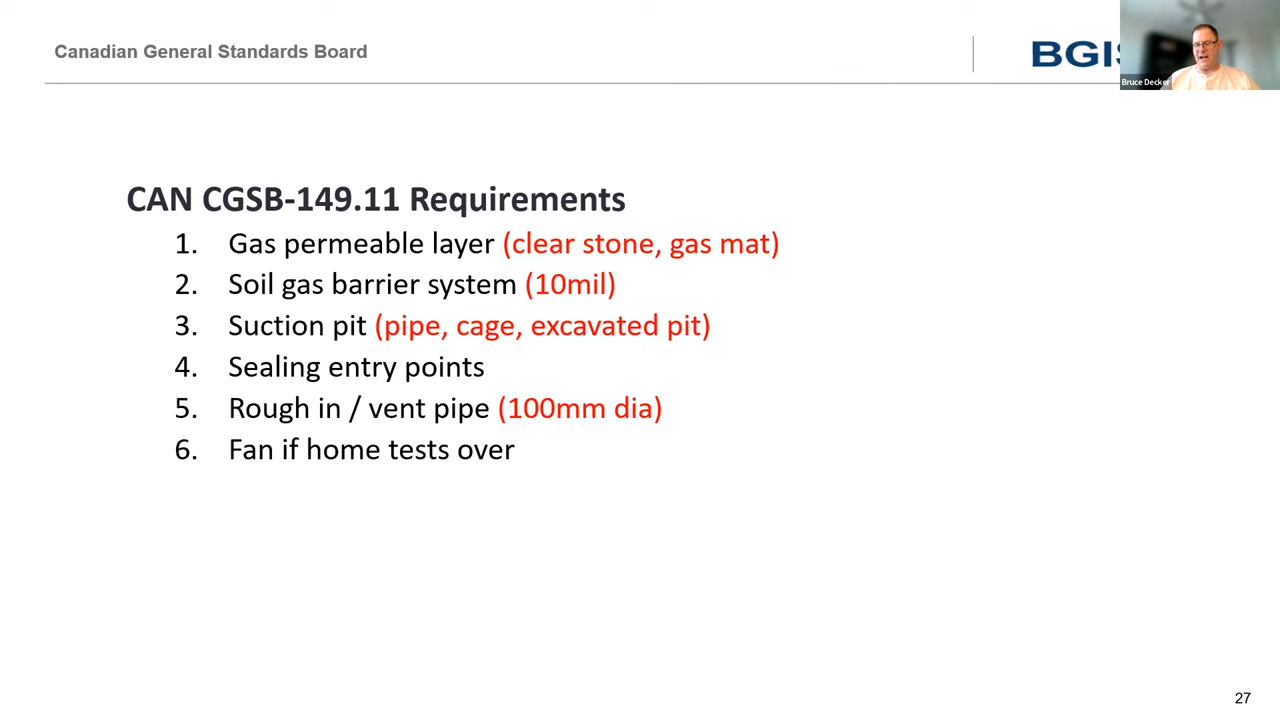 Canadian General Standards Board
BGIS
Bruce Decker
CAN CGSB-149.11 Requirements
1. Gas permeable layer (clear stone, gas mat)
2. Soil gas barrier system (10mil)
3. Suction pit (pipe, cage, excavated pit)
4. Sealing entry points
5. Rough in / vent pipe (100mm dia)
6. Fan if home tests over
27